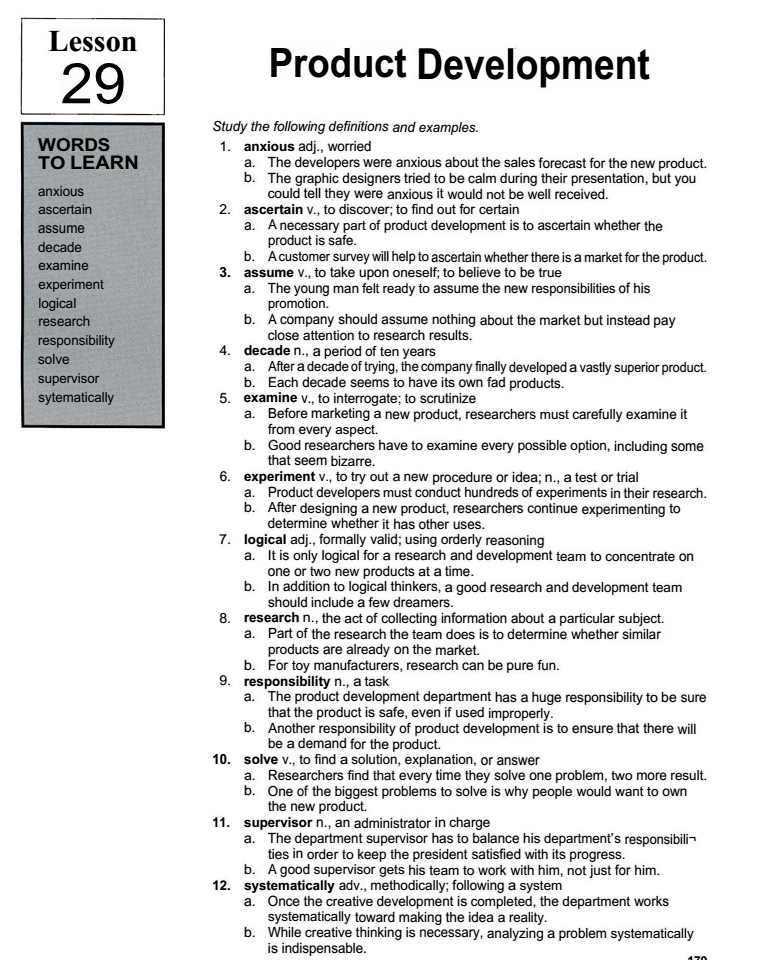 Lesson
29
Product Development
WORDS
TO LEARN
anxious
ascertain
assume
decade
examine
experiment
logical
research
responsibility
solve
supervisor
sytematically
Study the following definitions and examples.
1. anxious adj., worried
a. The developers were anxious about the sales forecast for the new product.
b. The graphic designers tried to be calm during their presentation, but you
could tell they were anxious it would not be well received.
2. ascertain v., to discover; to find out for certain
a. A necessary part of product development is to ascertain whether the
product is safe.
b. A customer survey will help to ascertain whether there is a market for the product.
3. assume v., to take upon oneself; to believe to be true
a. The young man felt ready to assume the new responsibilities of his
promotion.
b. A company should assume nothing about the market but instead pay
close attention to research results.
4. decade n., a period of ten years
a. After a decade of trying, the company finally developed a vastly superior product.
b. Each decade seems to have its own fad products.
5. examine v., to interrogate; to scrutinize
a. Before marketing a new product, researchers must carefully examine it
from every aspect.
b. Good researchers have to examine every possible option, including some
that seem bizarre.
6. experiment v., to try out a new procedure or idea; n., a test or trial
a. Product developers must conduct hundreds of experiments in their research.
b. After designing a new product, researchers continue experimenting to
determine whether it has other uses.
7. logical adj., formally valid; using orderly reasoning
a. It is only logical for a research and development team to concentrate on
one or two new products at a time.
b. In addition to logical thinkers, a good research and development team
should include a few dreamers.
8. research n., the act of collecting information about a particular subject.
a. Part of the research the team does is to determine whether similar
products are already on the market.
b. For toy manufacturers, research can be pure fun.
9. responsibility n., a task
a. The product development department has a huge responsibility to be sure
that the product is safe, even if used improperly.
b. Another responsibility of product development is to ensure that there will
be a demand for the product.
10. solve v., to find a solution, explanation, or answer
a. Researchers find that every time they solve one problem, two more result.
b. One of the biggest problems to solve is why people would want to own
the new product.
11. supervisor n., an administrator in charge
a. The department supervisor has to balance his department's responsibili¬
ties in order to keep the president satisfied with its progress.
b. A good supervisor gets his team to work with him, not just for him.
12. systematically adv., methodically; following a system
a. Once the creative development is completed, the department works
systematically toward making the idea a reality.
b. While creative thinking is necessary, analyzing a problem systematically
is indispensable.